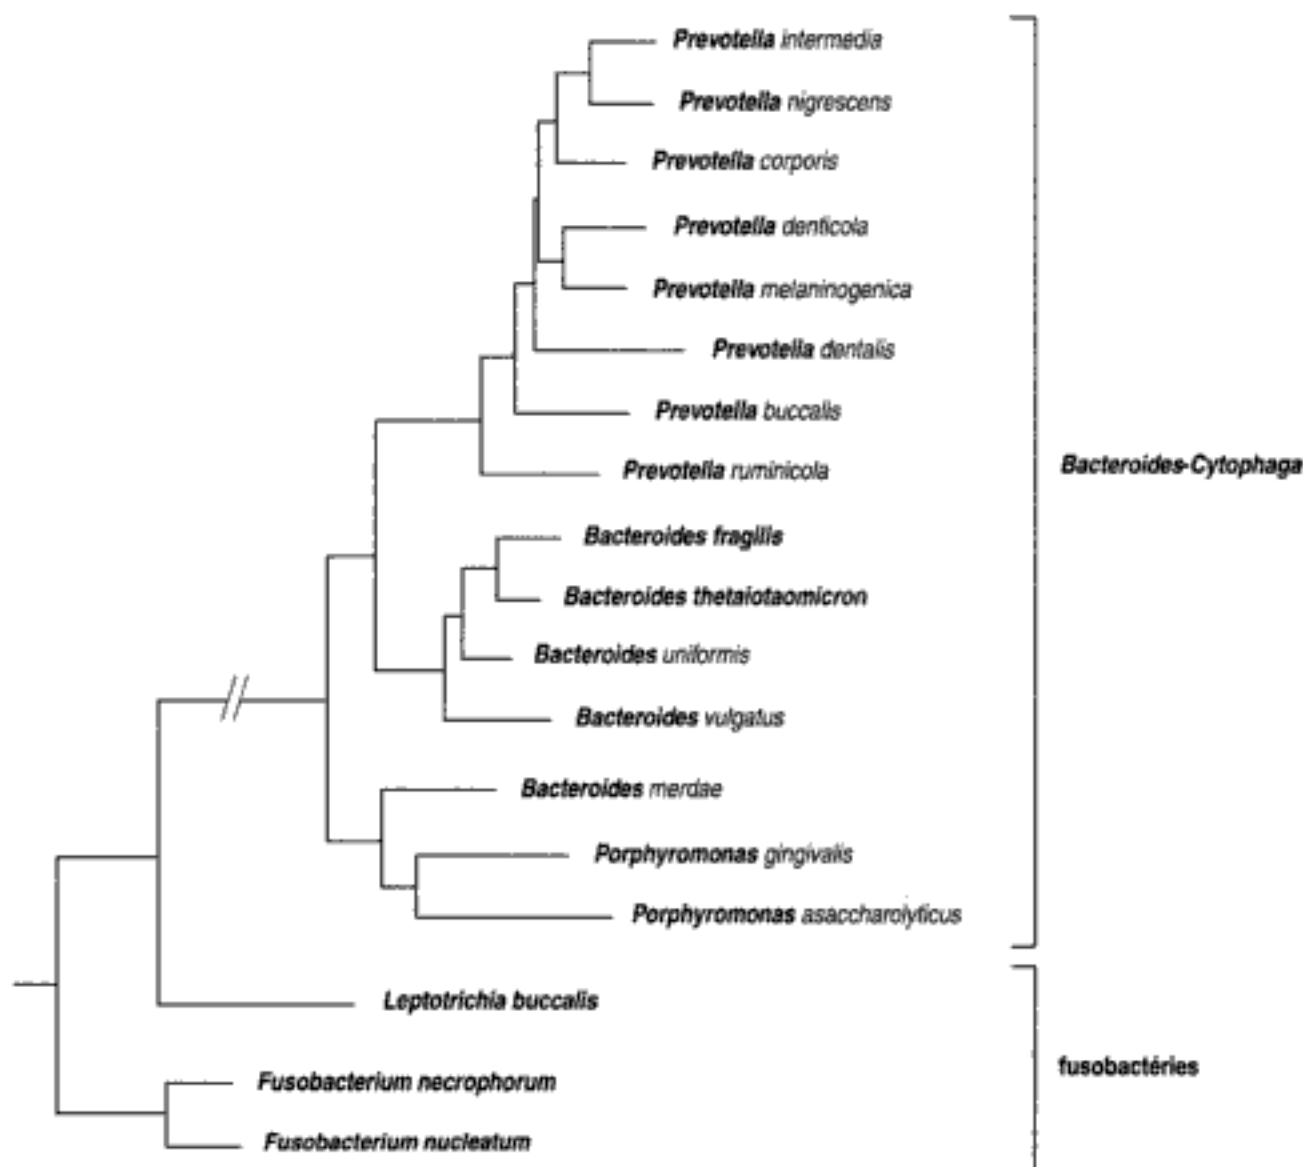 Prevotella intermedia
Prevotella nigrescens
Prevotella corporis
Prevotella denticola
Prevotella melaninogenica
Prevotella dentalis
Prevotella buccalis
Prevotella ruminicola
Bacteroides-Cytophaga
Bacteroides fragilis
Bacteroides thetaiotaomicron
Bacteroides uniformis
Bacteroides vulgatus
Bacteroides merdae
Porphyromonas gingivalis
Porphyromonas asaccharolyticus
Leptotrichia buccalis
fusobactéries
Fusobacterium necrophorum
Fusobacterium nucleatum